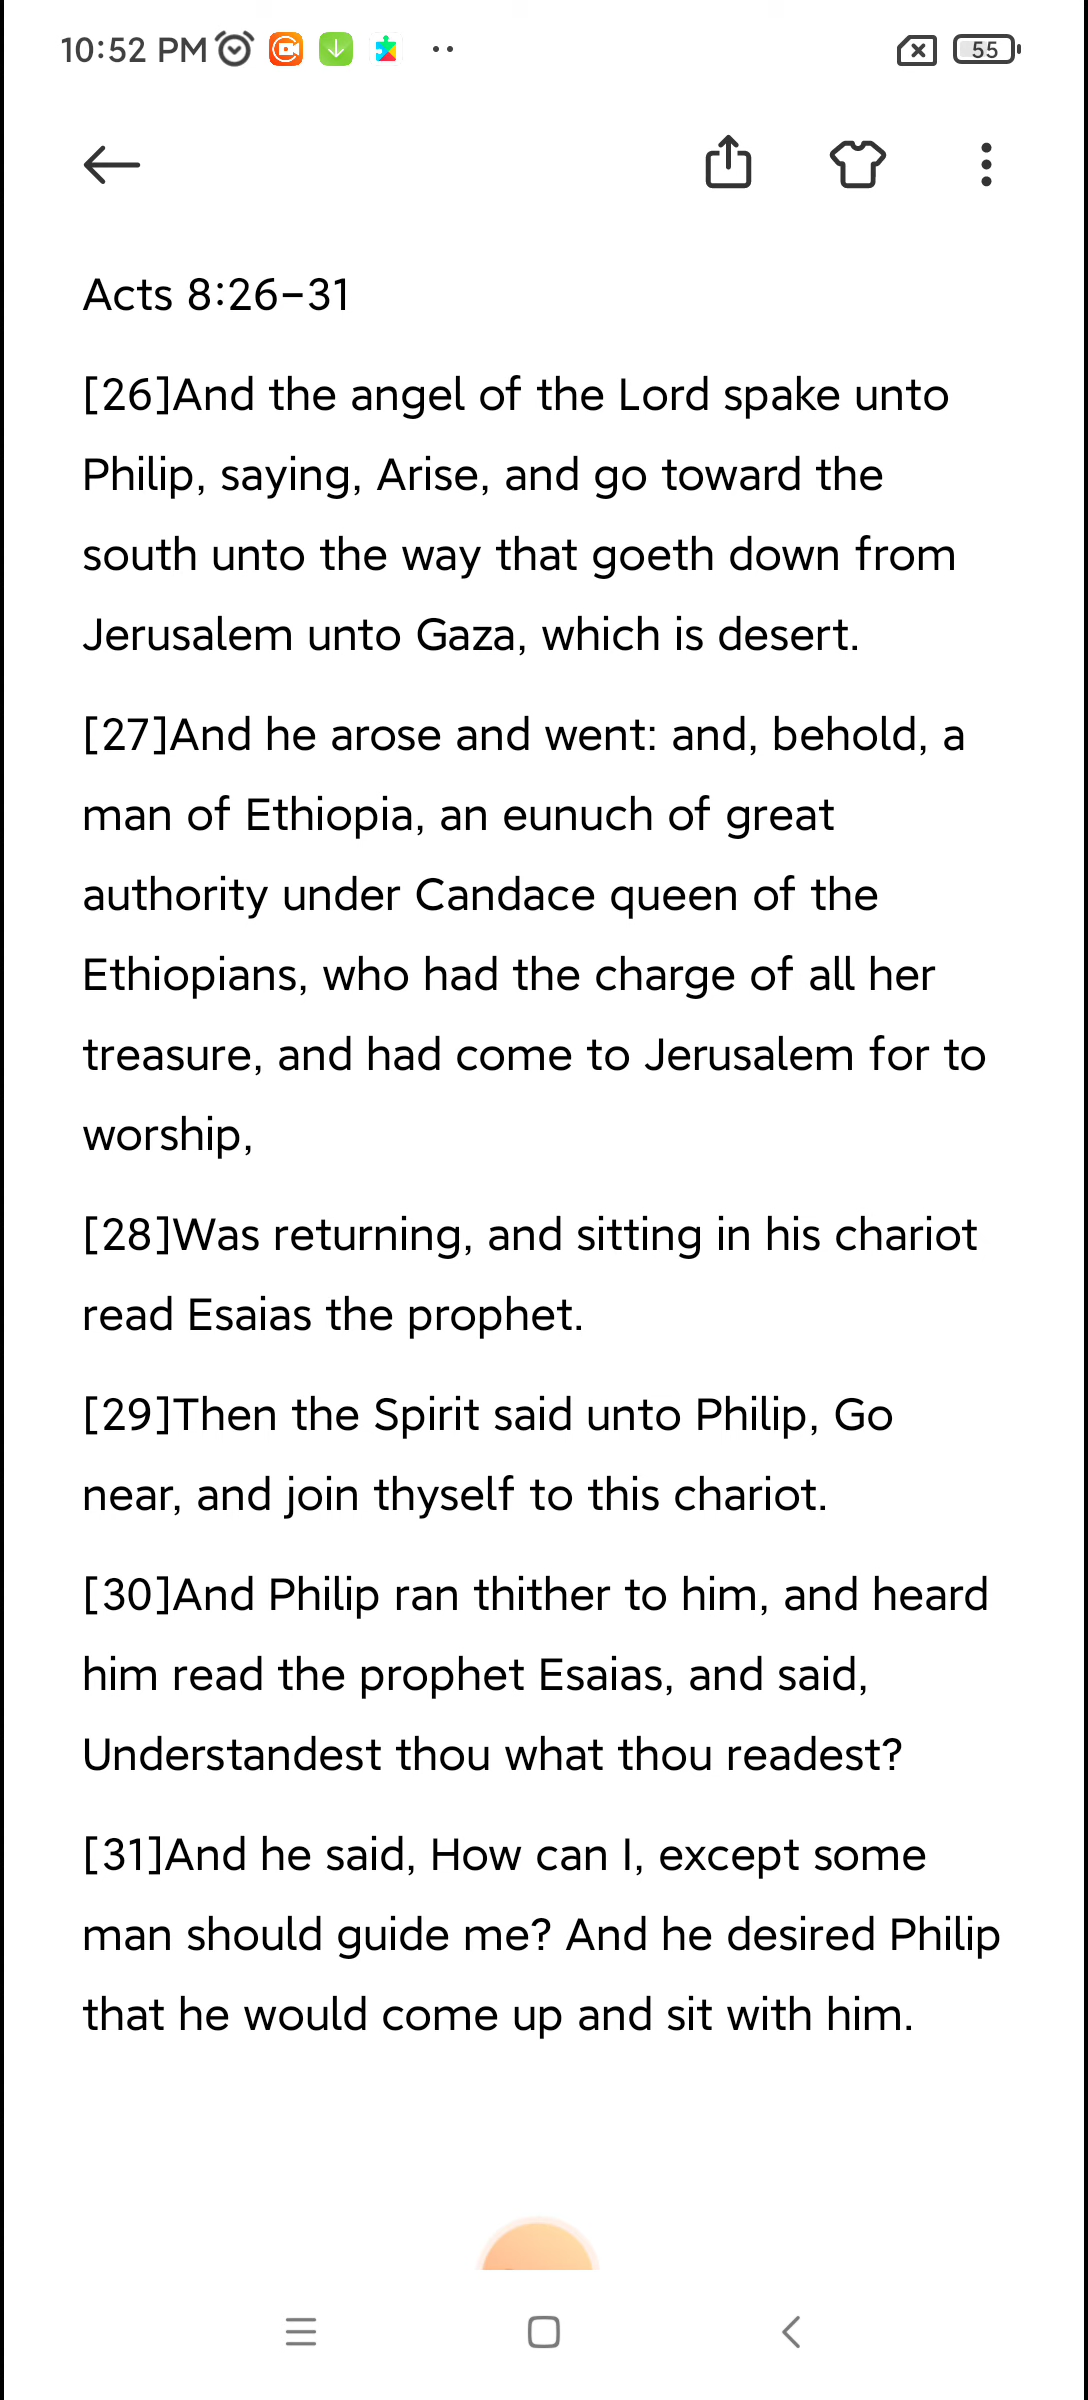 10:52 PM
55
Acts 8:26-31
[26]And the angel of the Lord spake unto
Philip, saying, Arise, and go toward the
south unto the way that goeth down from
Jerusalem unto Gaza, which is desert.
[27]And he arose and went: and, behold, a
man of Ethiopia, an eunuch of great
authority under Candace queen of the
Ethiopians, who had the charge of all her
treasure, and had come to Jerusalem for to
worship,
[28]Was returning, and sitting in his chariot
read Esaias the prophet.
[29]Then the Spirit said unto Philip, Go
near, and join thyself to this chariot.
[30]And Philip ran thither to him, and heard
him read the prophet Esaias, and said,
Understandest thou what thou readest?
[31]And he said, How can I, except some
man should guide me? And he desired Philip
that he would come up and sit with him.